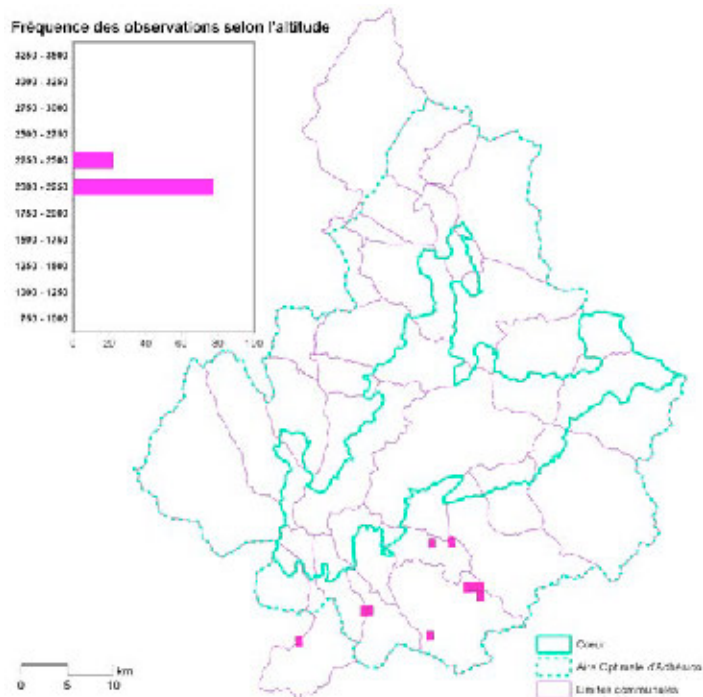 Fréquence des observations selon l'altitude
3250 - 3500
3000 - 3250
2750 - 3000
2500 - 2750
2250 - 2500
2000 - 2250
1750 - 2000
1500 - 1750
1250 - 1500
1000 - 1250
750 - 1000
0 20 40 60 80 100
0 5 10
km
Coeur
Aire Optimale d'Adhésion
Limites communales